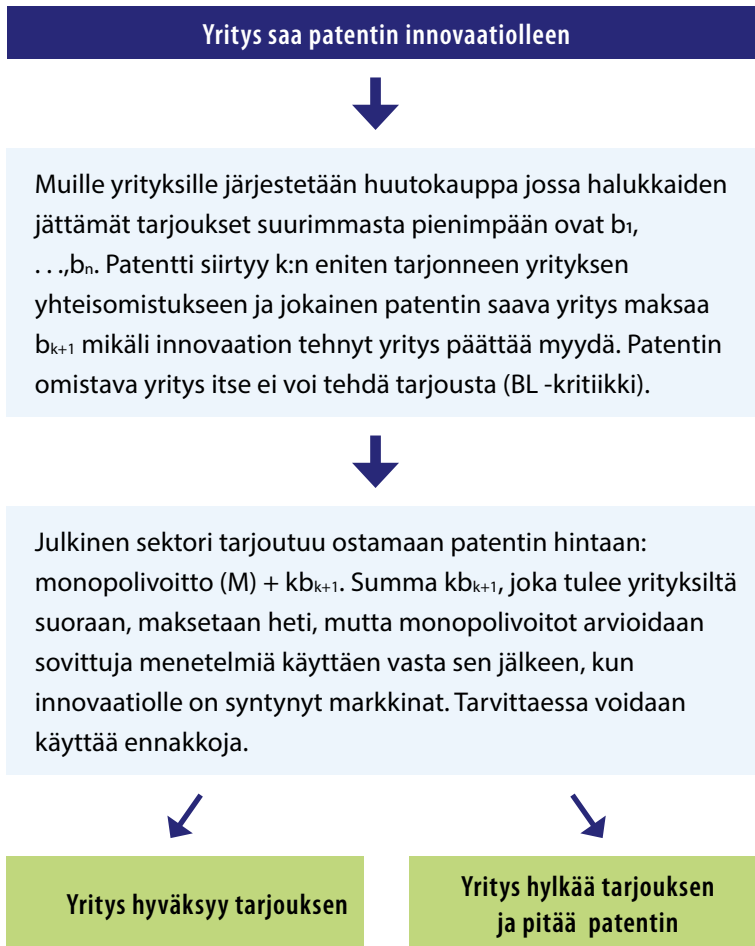 Yritys saa patentin innovaatiolleen
Muille yrityksille järjestetään huutokauppa jossa halukkaiden
jättämät tarjoukset suurimmasta pienimpään ovat b₁,
. . .,bₙ. Patentti siirtyy k:n eniten tarjonneen yrityksen
yhteisomistukseen ja jokainen patentin saava yritys maksaa
bₖ₊₁ mikäli innovaation tehnyt yritys päättää myydä. Patentin
omistava yritys itse ei voi tehdä tarjousta (BL -kritiikki).
Julkinen sektori tarjoutuu ostamaan patentin hintaan:
monopolivoitto (M) + kbₖ₊₁. Summa kbₖ₊₁, joka tulee yrityksiltä
suoraan, maksetaan heti, mutta monopolivoitot arvioidaan
sovittuja menetelmiä käyttäen vasta sen jälkeen, kun
innovaatiolle on syntynyt markkinat. Tarvittaessa voidaan
käyttää ennakkoja.
Yritys hyväksyy tarjouksen
Yritys hylkää tarjouksen
ja pitää patentin